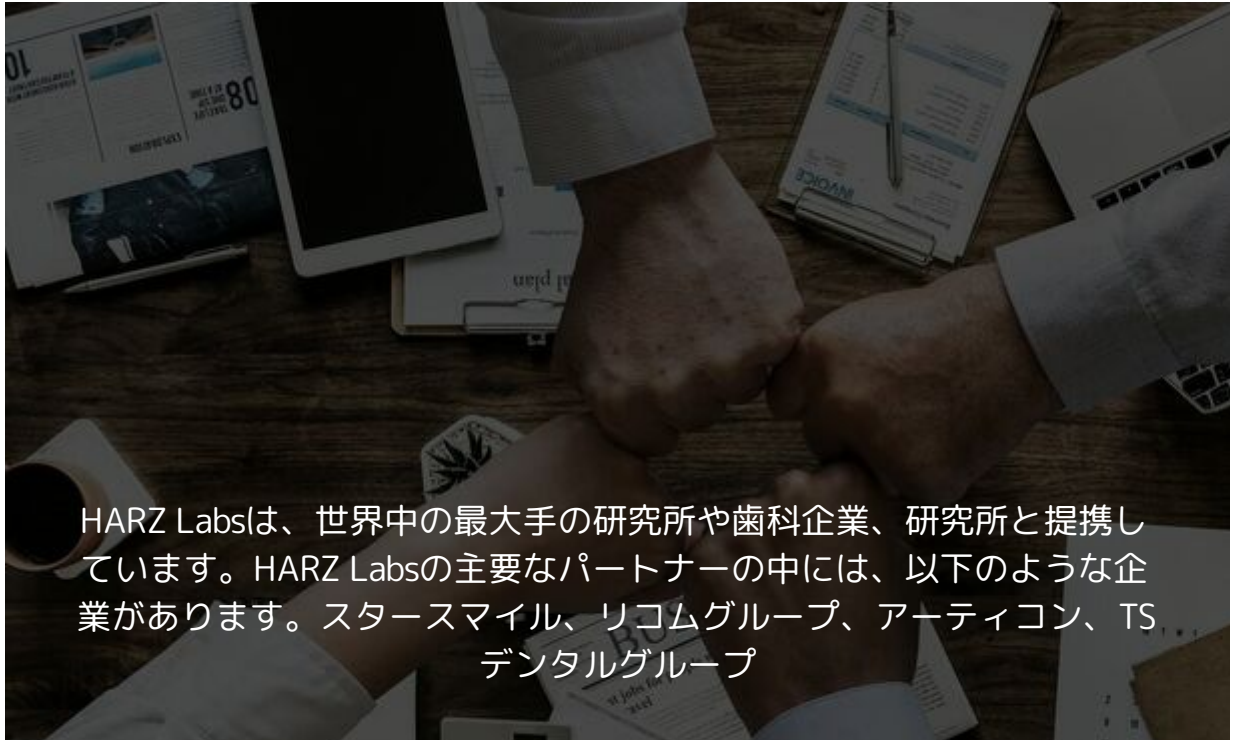 10
EXPLORATION
08
INVOICE
HARZ Labsは、世界中の最大手の研究所や歯科企業、研究所と提携し
ています。HARZ Labsの主要なパートナーの中には、以下のような企
業があります。スタースマイル、リコムグループ、アーティコン、TS
デンタルグループ